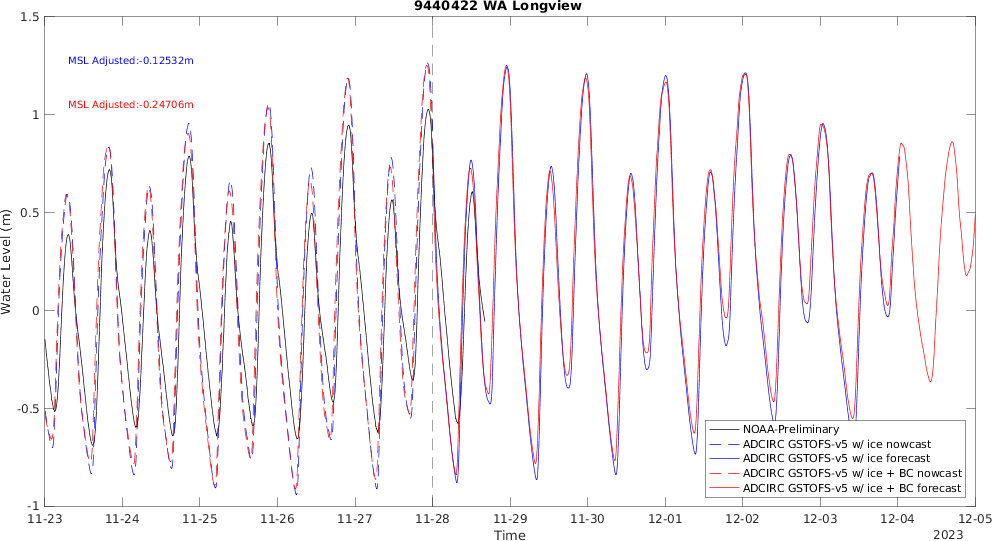 9440422 WA Longview
1.5
MSL Adjusted:-0.12532m
1
MSL Adjusted:-0.24706m
0.5
Water Level (m)
0
-0.5
NOAA-Preliminary
ADCIRC GSTOFS-v5 w/ ice nowcast
ADCIRC GSTOFS-v5 w/ ice forecast
ADCIRC GSTOFS-v5 w/ ice + BC nowcast
ADCIRC GSTOFS-v5 w/ ice + BC forecast
-1
11-23 11-24 11-25 11-26 11-27 11-28 11-29 11-30 12-01 12-02 12-03 12-04 12-05
Time
2023